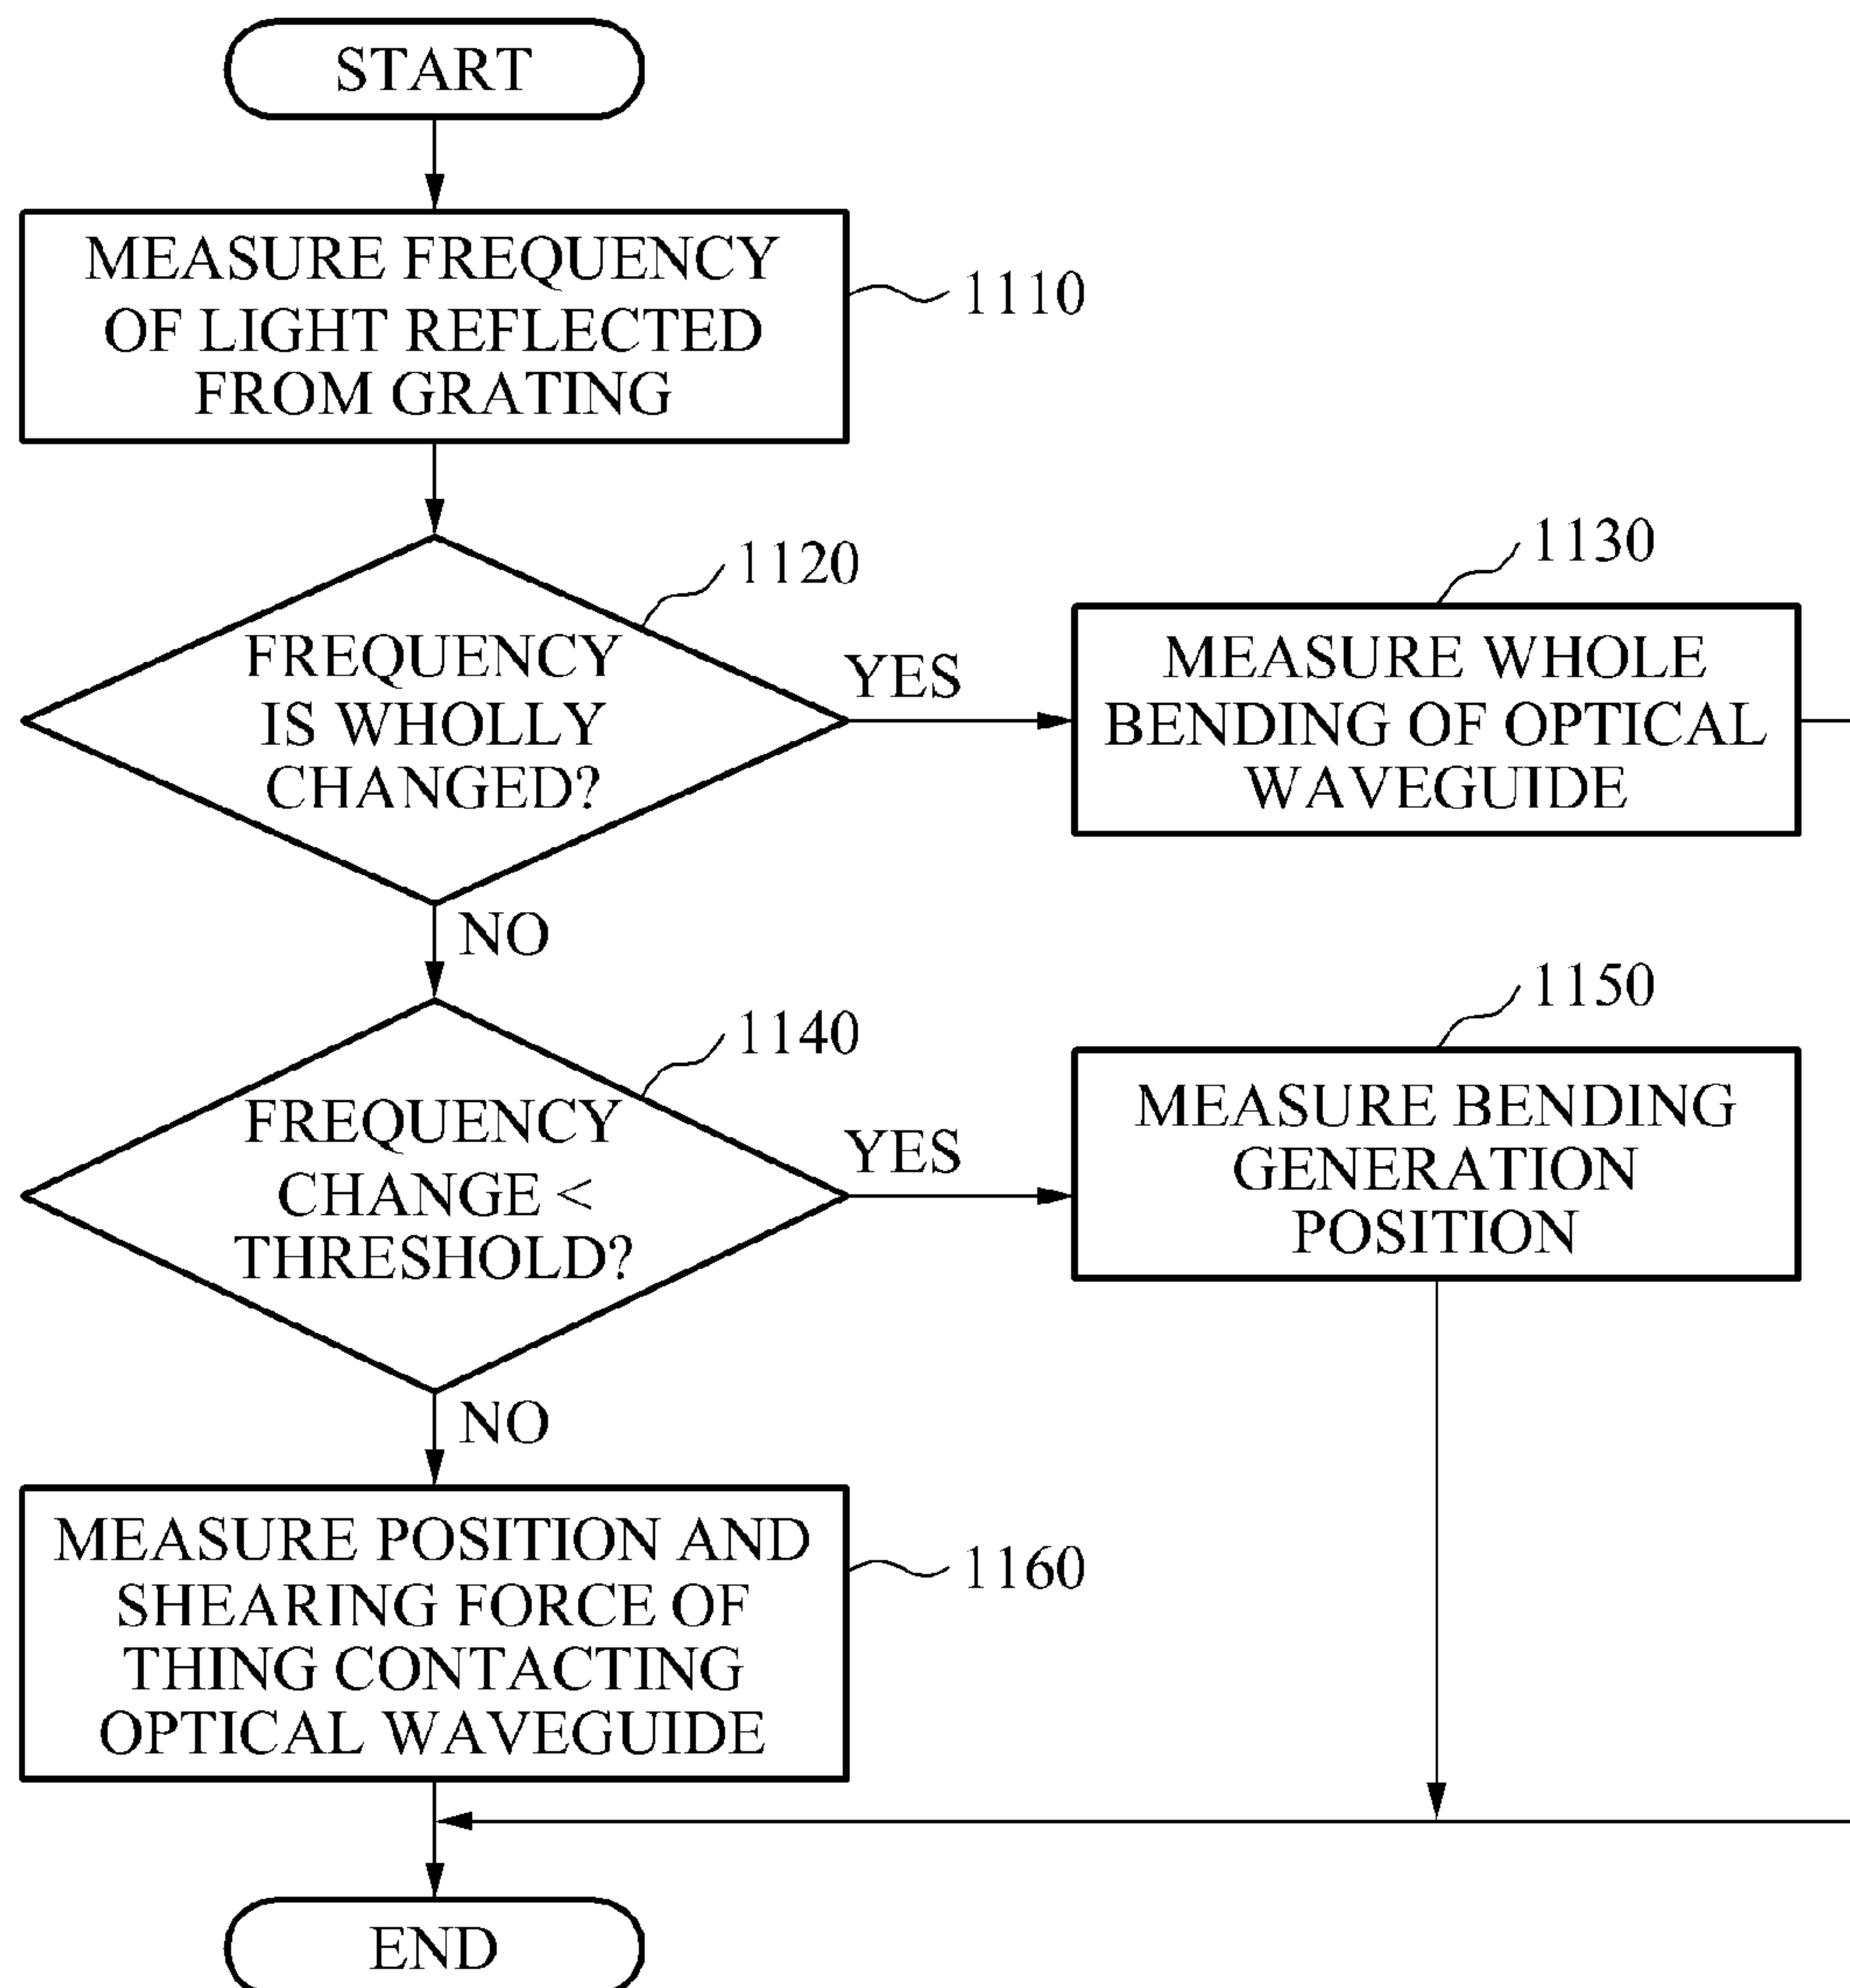 START
MEASURE FREQUENCY
OF LIGHT REFLECTED
FROM GRATING
1110
FREQUENCY
IS WHOLLY
CHANGED?
1120
YES
MEASURE WHOLE
BENDING OF OPTICAL
WAVEGUIDE
1130
NO
FREQUENCY
CHANGE <
THRESHOLD?
1140
YES
MEASURE BENDING
GENERATION
POSITION
1150
NO
MEASURE POSITION AND
SHEARING FORCE OF
THING CONTACTING
OPTICAL WAVEGUIDE
1160
END